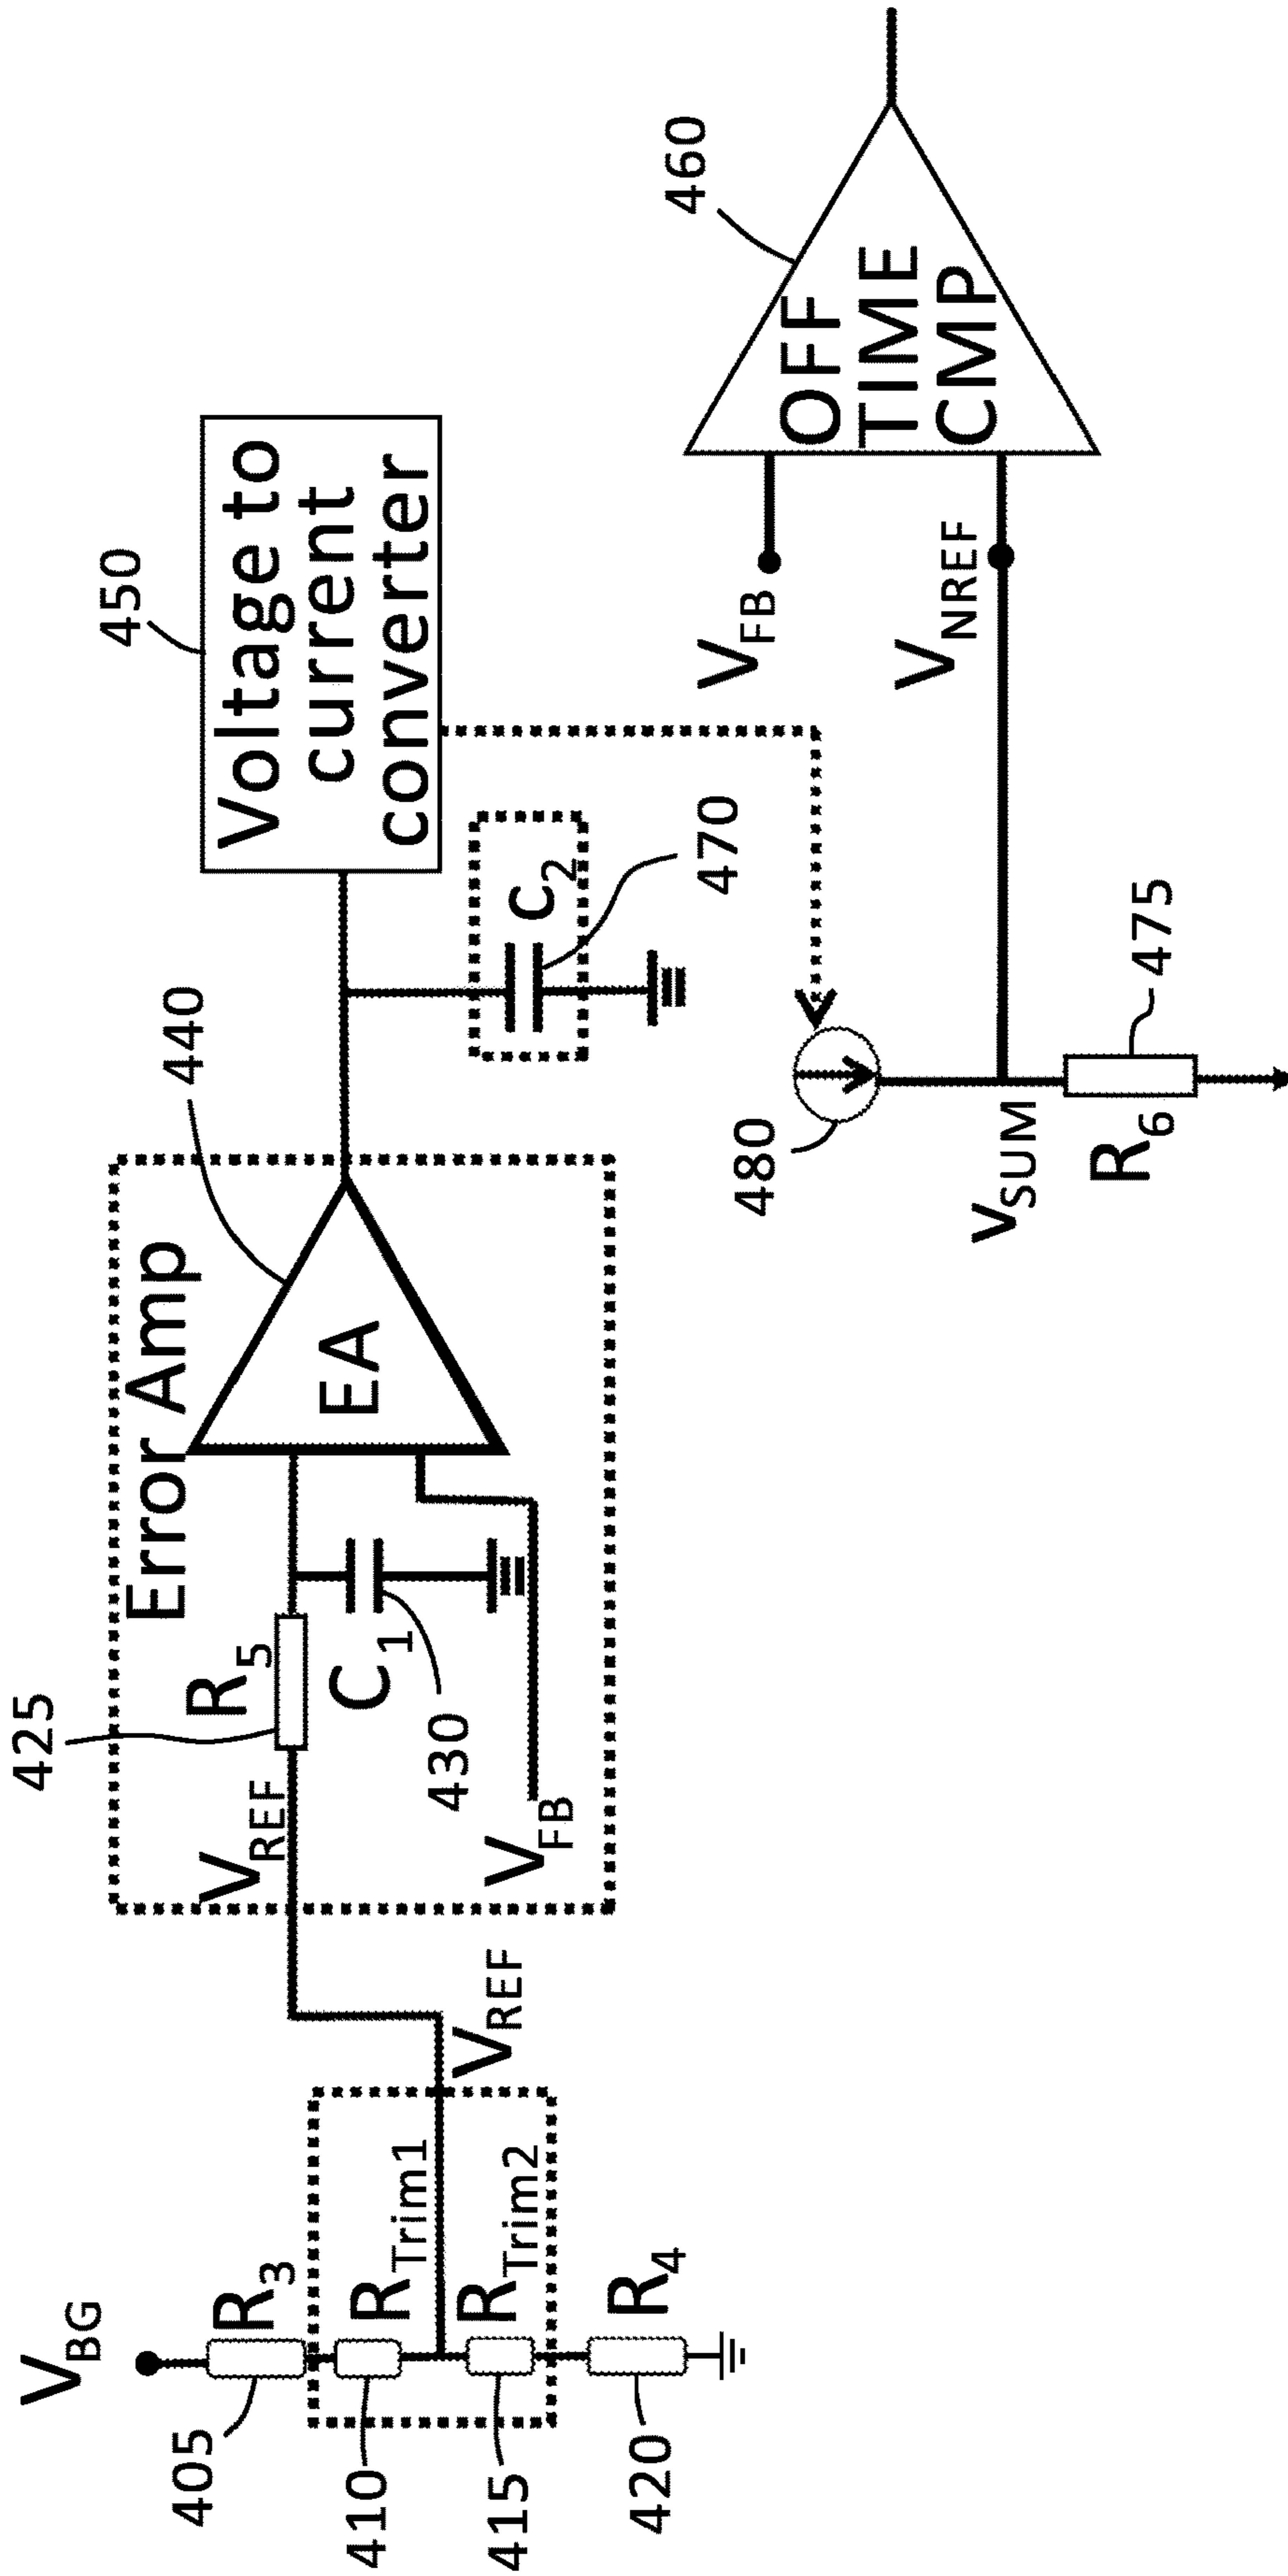 V_BG
405
R_3
410
R_Trim1
415
R_Trim2
420
R_4
V_REF
Error Amp
V_REF
425
R_5
C_1
430
V_FB
EA
440
C_2
470
450
Voltage to
current
converter
480
V_SUM
R_6
475
V_FB
V_NREF
OFF
TIME
CMP
460